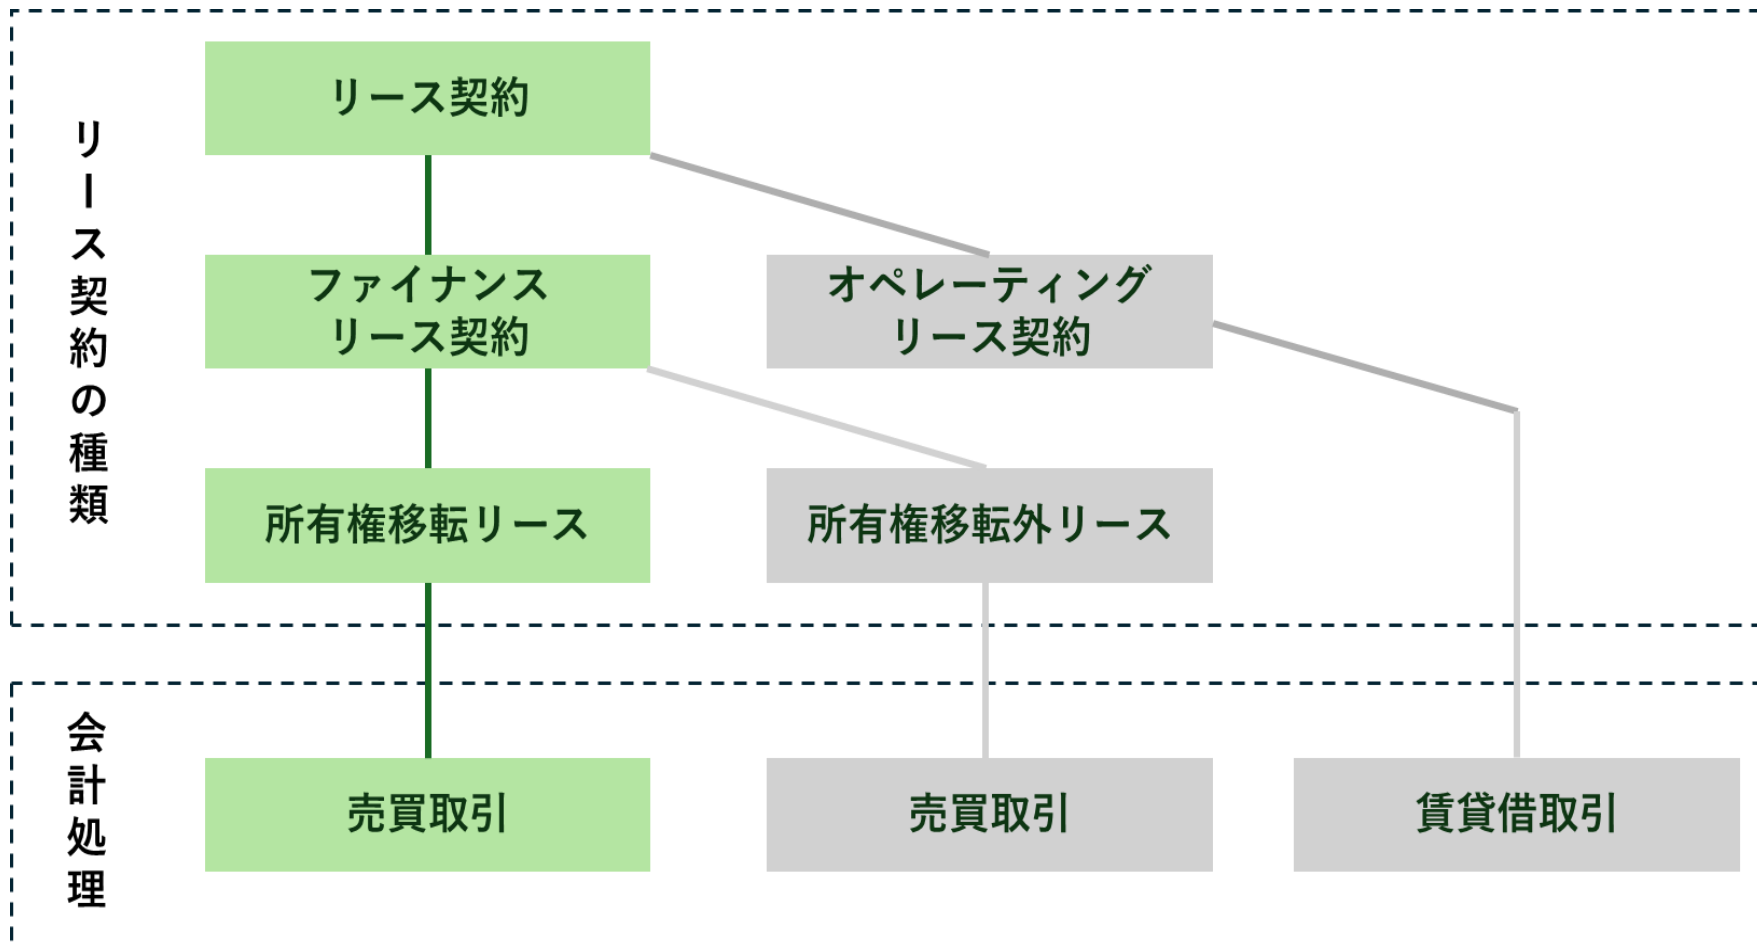 リース契約の種類
リース契約
ファイナンス
リース契約
オペレーティング
リース契約
所有権移転リース
所有権移転外リース
会計処理
売買取引
売買取引
賃貸借取引